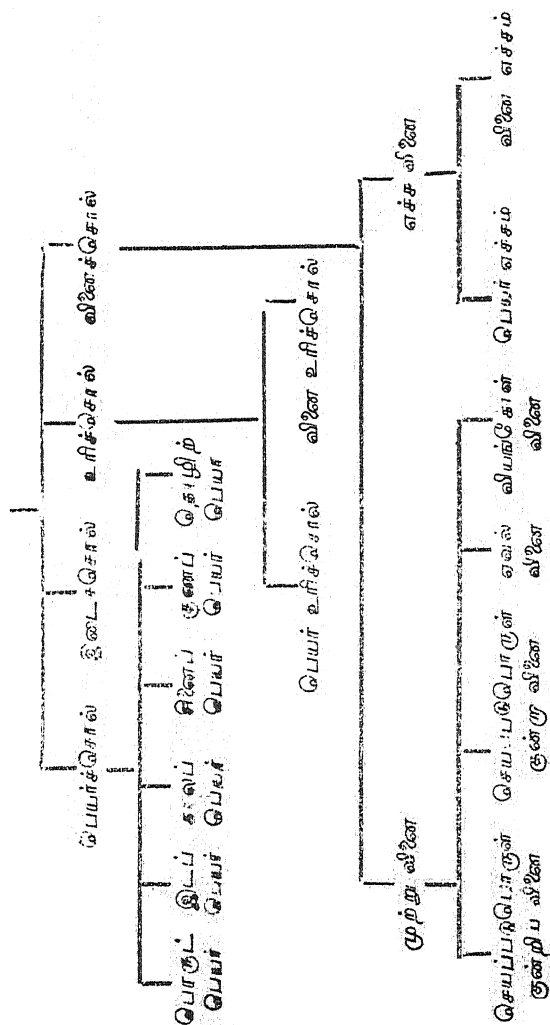 பெயர்ச்சொல் இடைச்சொல் உரிச்சொல் வினைச்சொல்
பொருட் இடப் காலப் சினைப் குணப் தொழிற்
பெயர் பெயர் பெயர் பெயர் பெயர் பெயர்
பெயர் உரிச்சொல் வினை உரிச்சொல்
முற்று வினை எச்ச வினை
செயப்படுபொருள் செயப்படுபொருள் ஏவல் வியங்கோள் பெயர் எச்சம் வினை எச்சம்
குன்றிய வினை குன்றா வினை வினை வினை